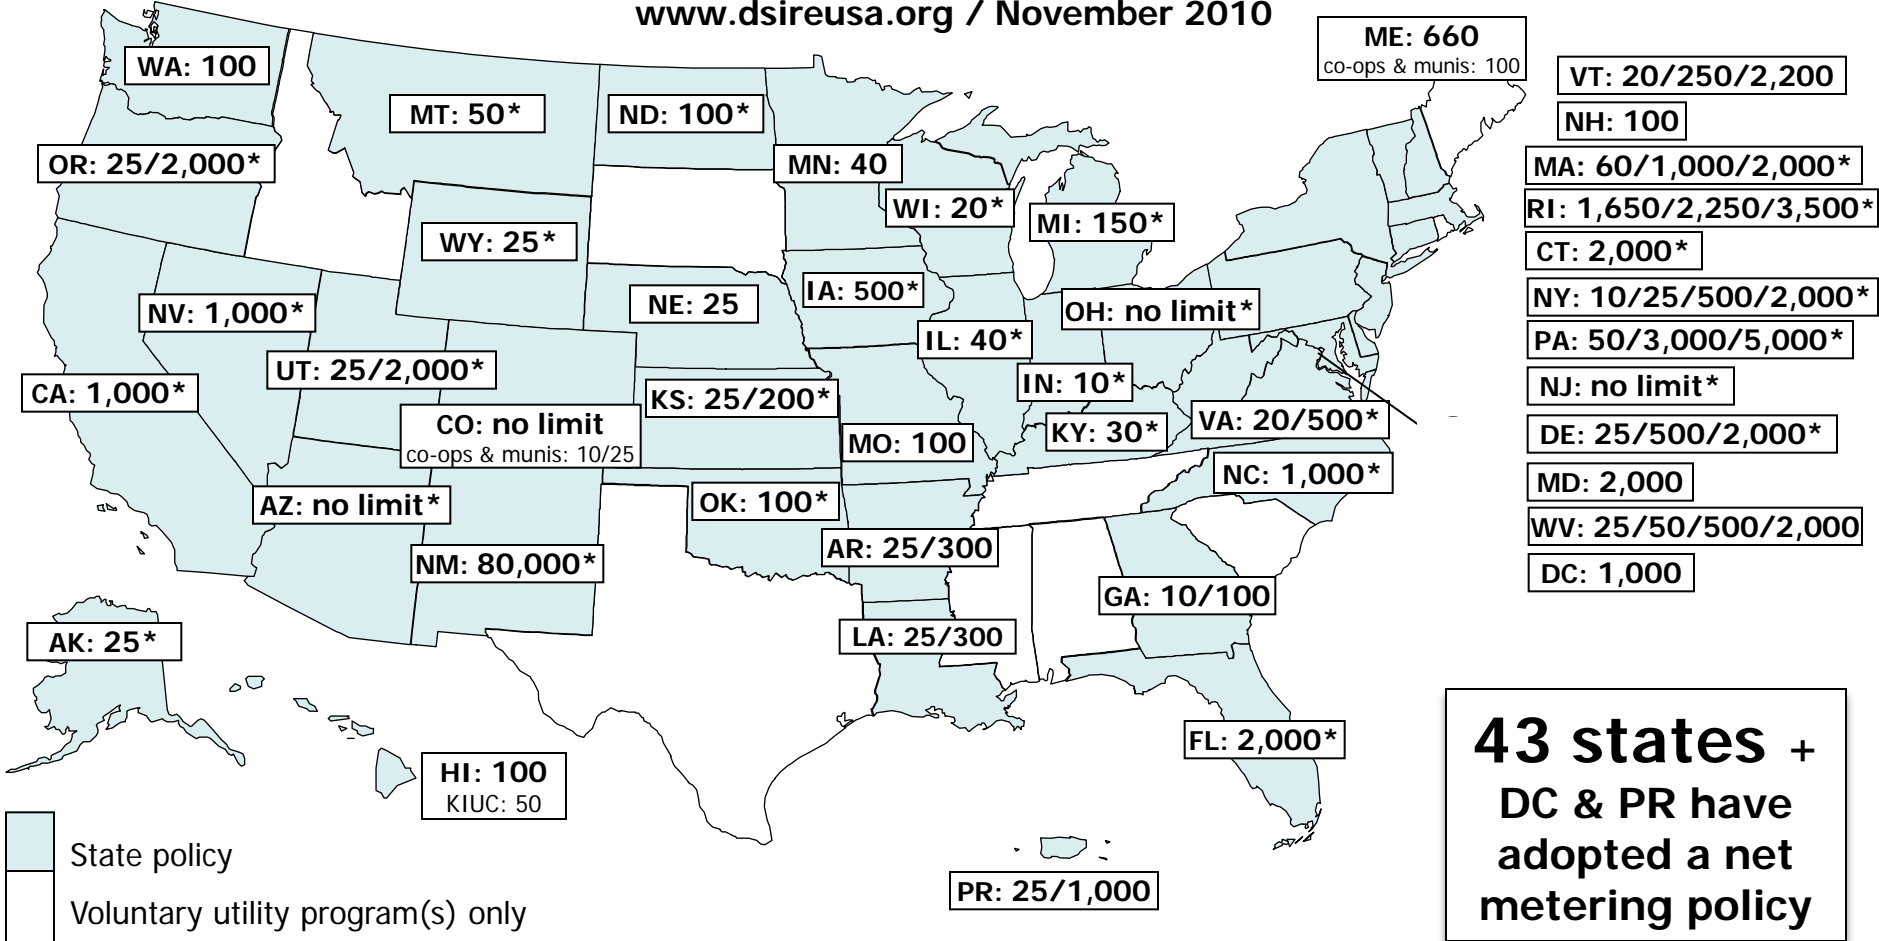 www.dsireusa.org / November 2010
WA: 100
OR: 25/2,000*
MT: 50*
ND: 100*
MN: 40
WI: 20*
MI: 150*
WY: 25*
NV: 1,000*
NE: 25
IA: 500*
OH: no limit*
IL: 40*
UT: 25/2,000*
IN: 10*
CA: 1,000*
KS: 25/200*
CO: no limit
co-ops & munis: 10/25
MO: 100
KY: 30*
VA: 20/500*
NC: 1,000*
AZ: no limit*
OK: 100*
NM: 80,000*
AR: 25/300
GA: 10/100
AK: 25*
LA: 25/300
FL: 2,000*
HI: 100
KIUC: 50
PR: 25/1,000
ME: 660
co-ops & munis: 100
VT: 20/250/2,200
NH: 100
MA: 60/1,000/2,000*
RI: 1,650/2,250/3,500*
CT: 2,000*
NY: 10/25/500/2,000*
PA: 50/3,000/5,000*
NJ: no limit*
DE: 25/500/2,000*
MD: 2,000
WV: 25/50/500/2,000
DC: 1,000
State policy
Voluntary utility program(s) only
43 states +
DC & PR have
adopted a net
metering policy